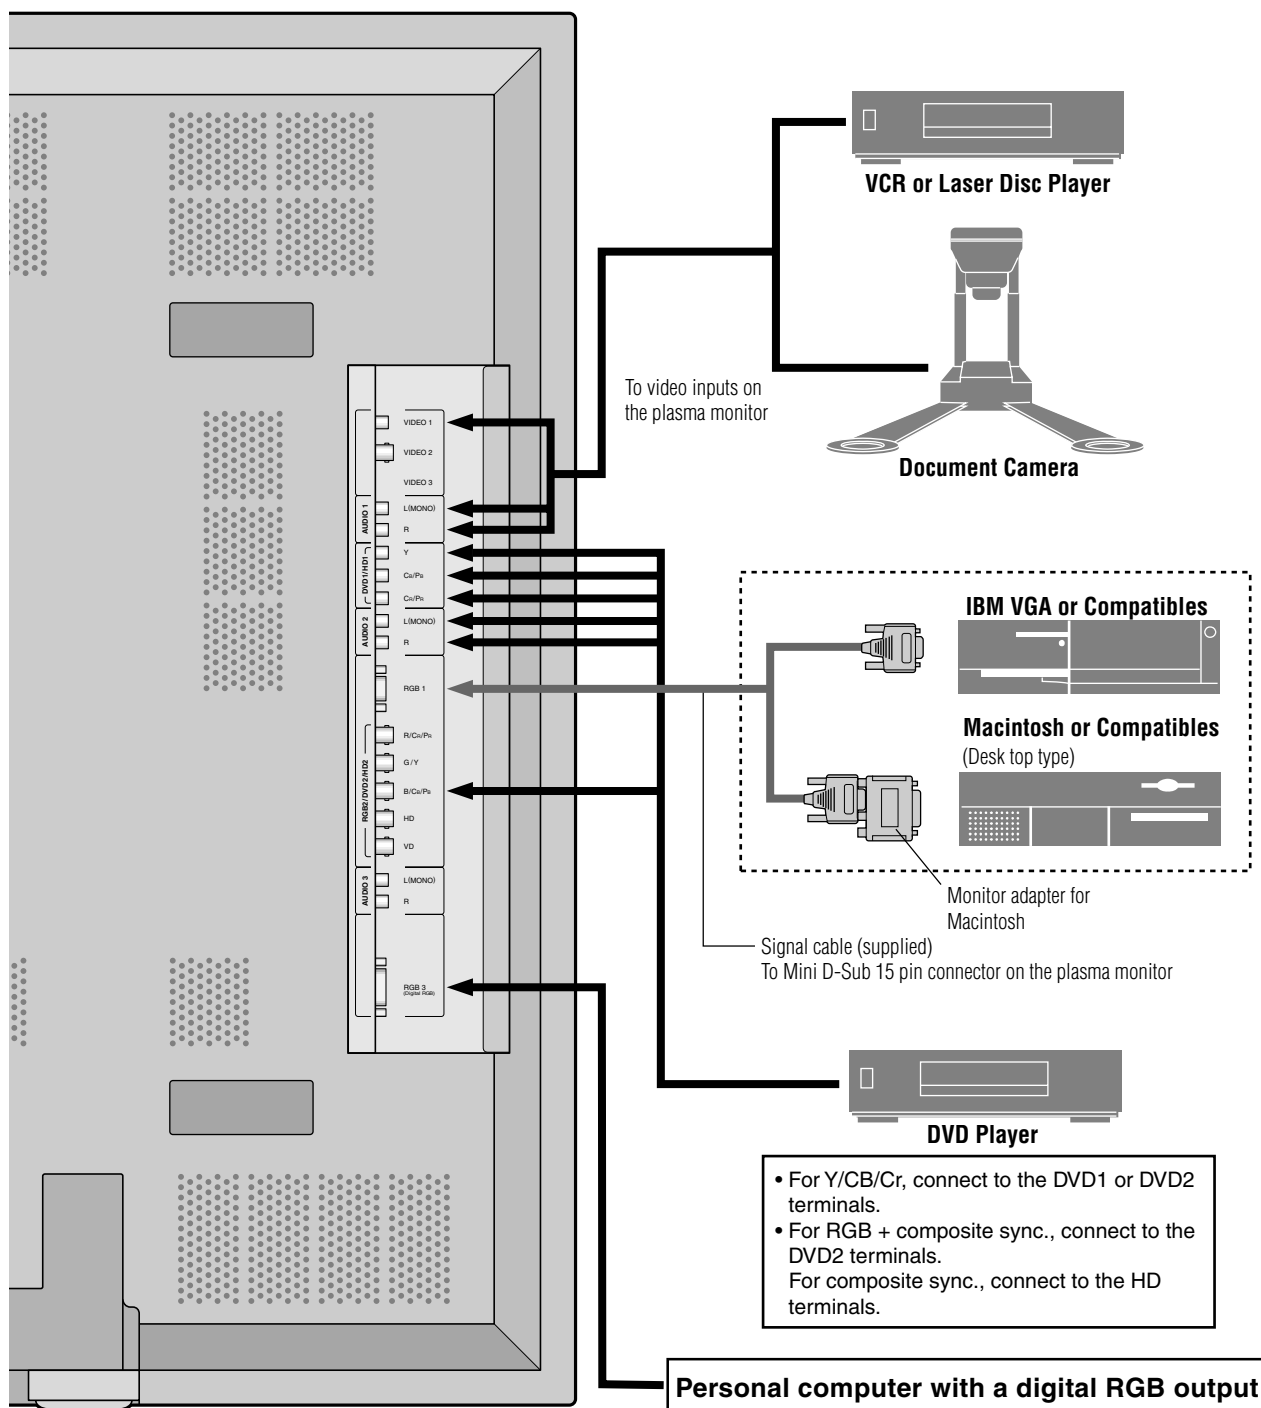 VCR or Laser Disc Player
To video inputs on
the plasma monitor
Document Camera
VIDEO 1
VIDEO 2
VIDEO 3
AUDIO 1
L(MONO)
R
DVD1/HD1
Y
CB/PB
CR/PR
AUDIO 2
L(MONO)
R
RGB 1
RGB2/DVD2/HD2
R/CR/PR
G/Y
B/CB/PB
HD
VD
AUDIO 3
L(MONO)
R
RGB 3
(Digital RGB)
IBM VGA or Compatibles
Macintosh or Compatibles
(Desk top type)
Monitor adapter for
Macintosh
Signal cable (supplied)
To Mini D-Sub 15 pin connector on the plasma monitor
DVD Player
• For Y/CB/Cr, connect to the DVD1 or DVD2
terminals.
• For RGB + composite sync., connect to the
DVD2 terminals.
For composite sync., connect to the HD
terminals.
Personal computer with a digital RGB output